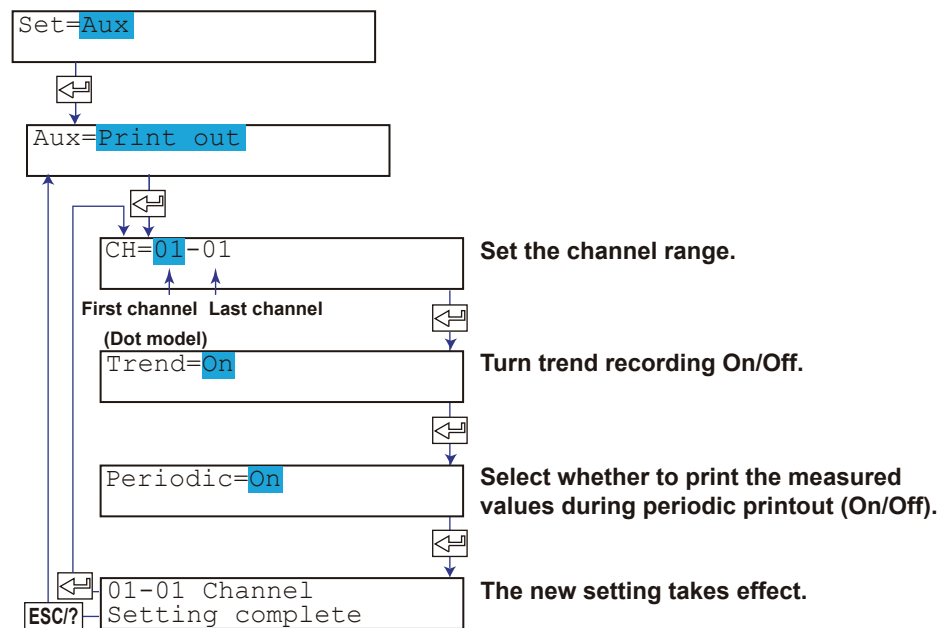 Set=Aux
Aux=Print out
CH=01-01
Set the channel range.
First channel Last channel
(Dot model)
Trend=On
Turn trend recording On/Off.
Periodic=On
Select whether to print the measured
values during periodic printout (On/Off).
01-01 Channel
The new setting takes effect.
ESC/? Setting complete